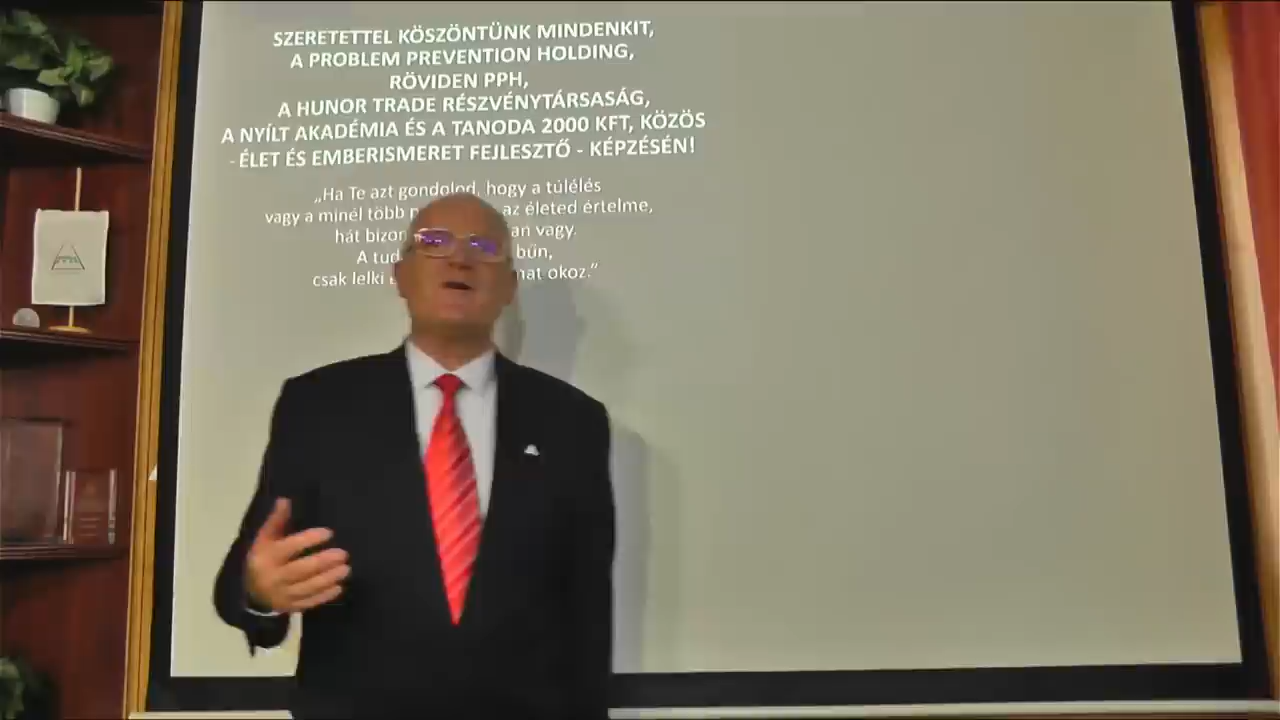 SZERETETTEL KÖSZÖNTÜNK MINDENKIT,
A PROBLEM PREVENTION HOLDING,
RÖVIDEN PPH,
A HUNOR TRADE RÉSZVÉNYTÁRSASÁG,
A NYÍLT AKADÉMIA ÉS A TANODA 2000 KFT, KÖZÖS
- ÉLET ÉS EMBERISMERET FEJLESZTŐ - KÉPZÉSÉN!
„Ha Te azt gondolod, hogy a túlélés
vagy a minél több az életed értelme,
hát vagy.
A bűn,
csak lelki okoz.”